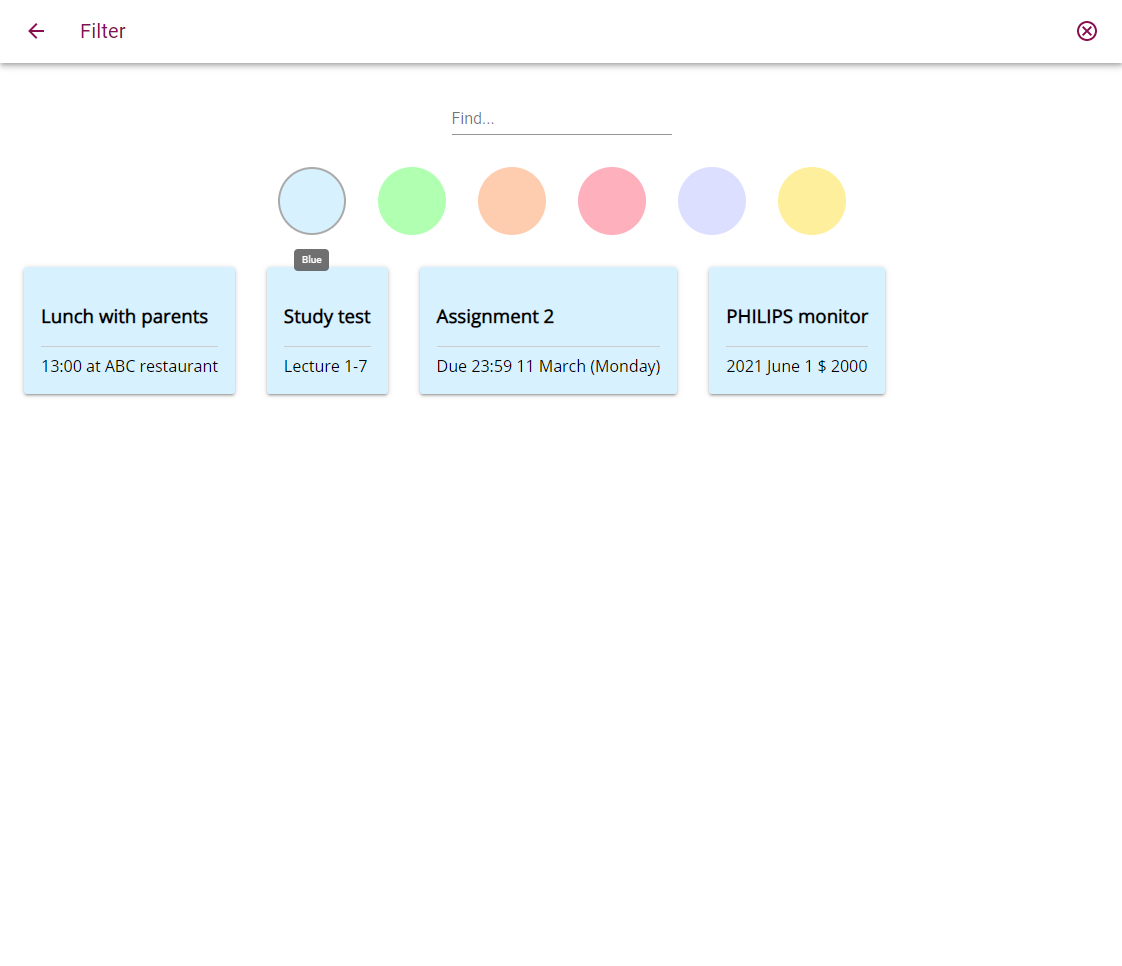 Filter
Find...
Blue
Lunch with parents
13:00 at ABC restaurant
Study test
Lecture 1-7
Assignment 2
Due 23:59 11 March (Monday)
PHILIPS monitor
2021 June 1 $ 2000